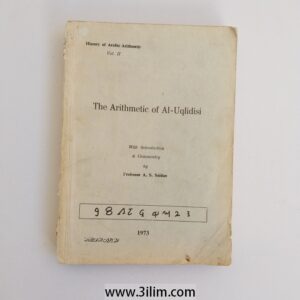 History of Arabic Arithmetic
Vol. II
The Arithmetic of Al-Uqlidisi
With Introduction
& Commentary
by
Professor A. S. Saidan
1973
www.3ilim.com